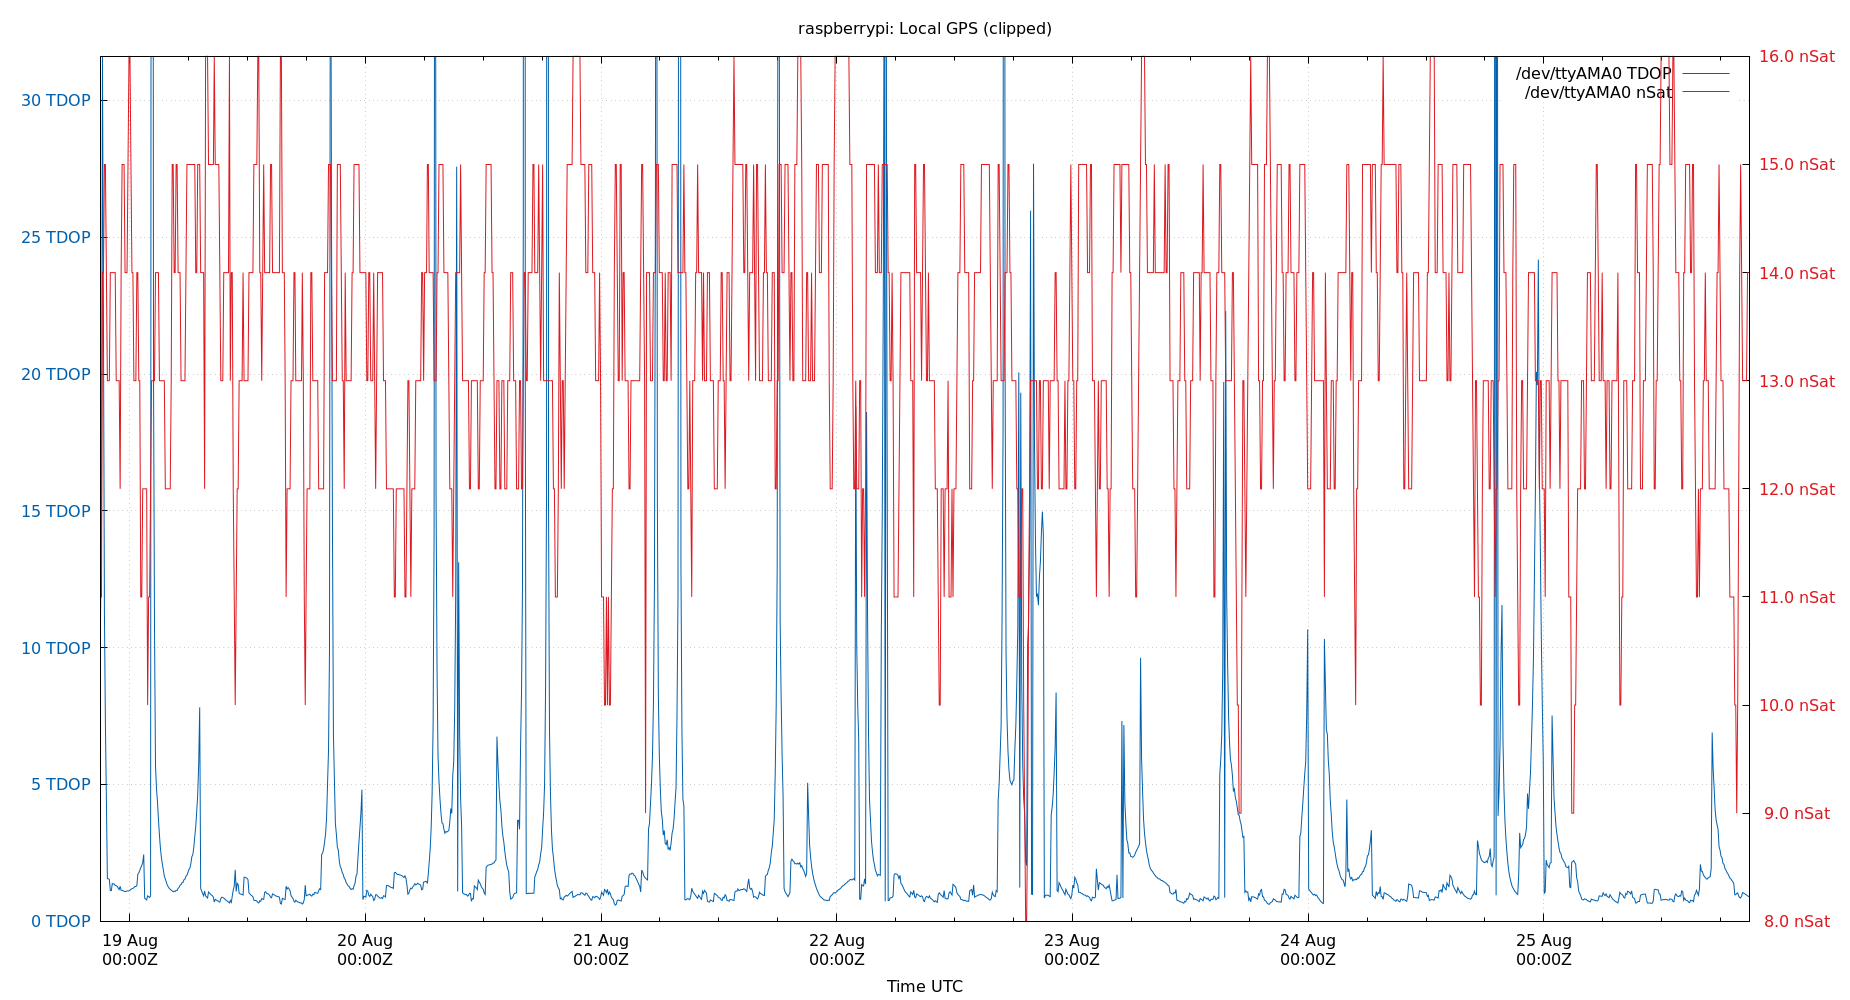 raspberrypi: Local GPS (clipped)
/dev/ttyAMA0 TDOP
/dev/ttyAMA0 nSat
30 TDOP
25 TDOP
20 TDOP
15 TDOP
10 TDOP
5 TDOP
0 TDOP
16.0 nSat
15.0 nSat
14.0 nSat
13.0 nSat
12.0 nSat
11.0 nSat
10.0 nSat
9.0 nSat
8.0 nSat
19 Aug
00:00Z
20 Aug
00:00Z
21 Aug
00:00Z
22 Aug
00:00Z
23 Aug
00:00Z
24 Aug
00:00Z
25 Aug
00:00Z
Time UTC